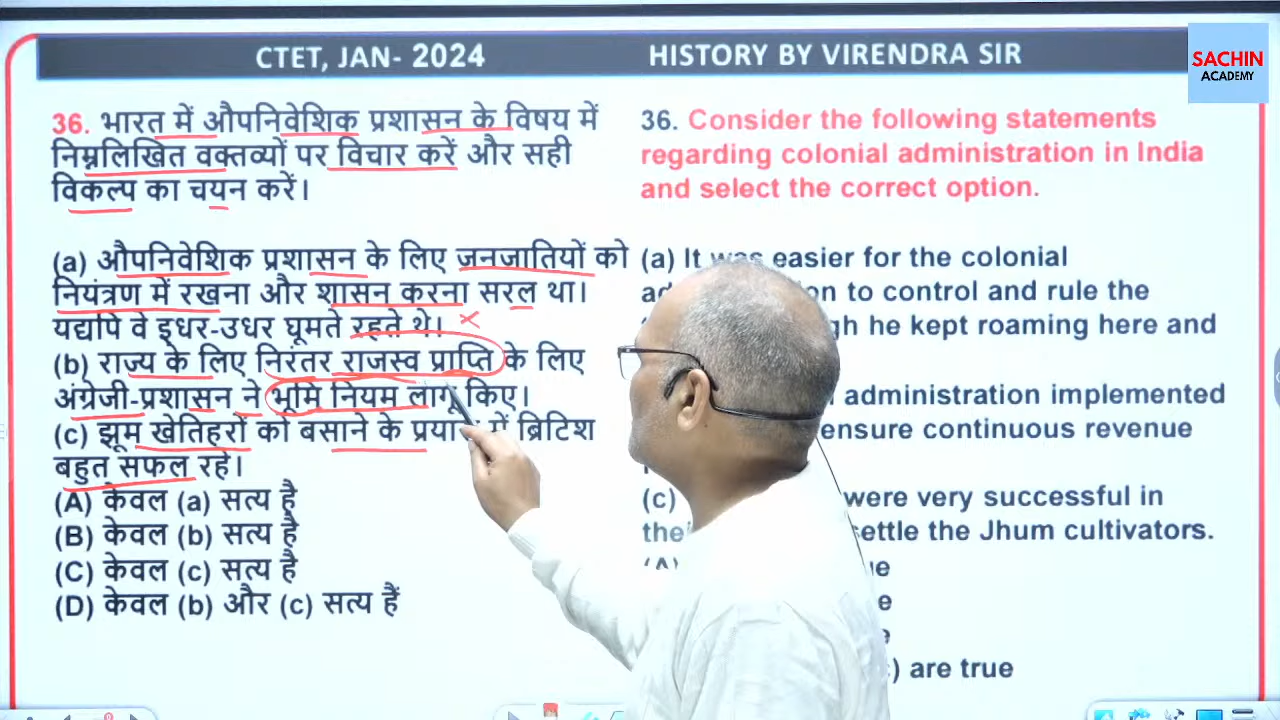 CTET, JAN- 2024 HISTORY BY VIRENDRA SIR
SACHIN
ACADEMY
36. भारत में औपनिवेशिक प्रशासन के विषय में
निम्नलिखित वक्तव्यों पर विचार करें और सही
विकल्प का चयन करें।
(a) औपनिवेशिक प्रशासन के लिए जनजातियों को
नियंत्रण में रखना और शासन करना सरल था।
यद्यपि वे इधर-उधर घूमते रहते थे।
(b) राज्य के लिए निरंतर राजस्व प्राप्ति के लिए
अंग्रेजी-प्रशासन ने भूमि नियम लागू किए।
(c) झूम खेतिहरों को बसाने के प्रयास में ब्रिटिश
बहुत सफल रहे।
(A) केवल (a) सत्य है
(B) केवल (b) सत्य है
(C) केवल (c) सत्य है
(D) केवल (b) और (c) सत्य हैं
36. Consider the following statements
regarding colonial administration in India
and select the correct option.
(a) It was easier for the colonial
to control and rule the
he kept roaming here and
administration implemented
ensure continuous revenue
(c) were very successful in
settle the Jhum cultivators.
(A)
) are true